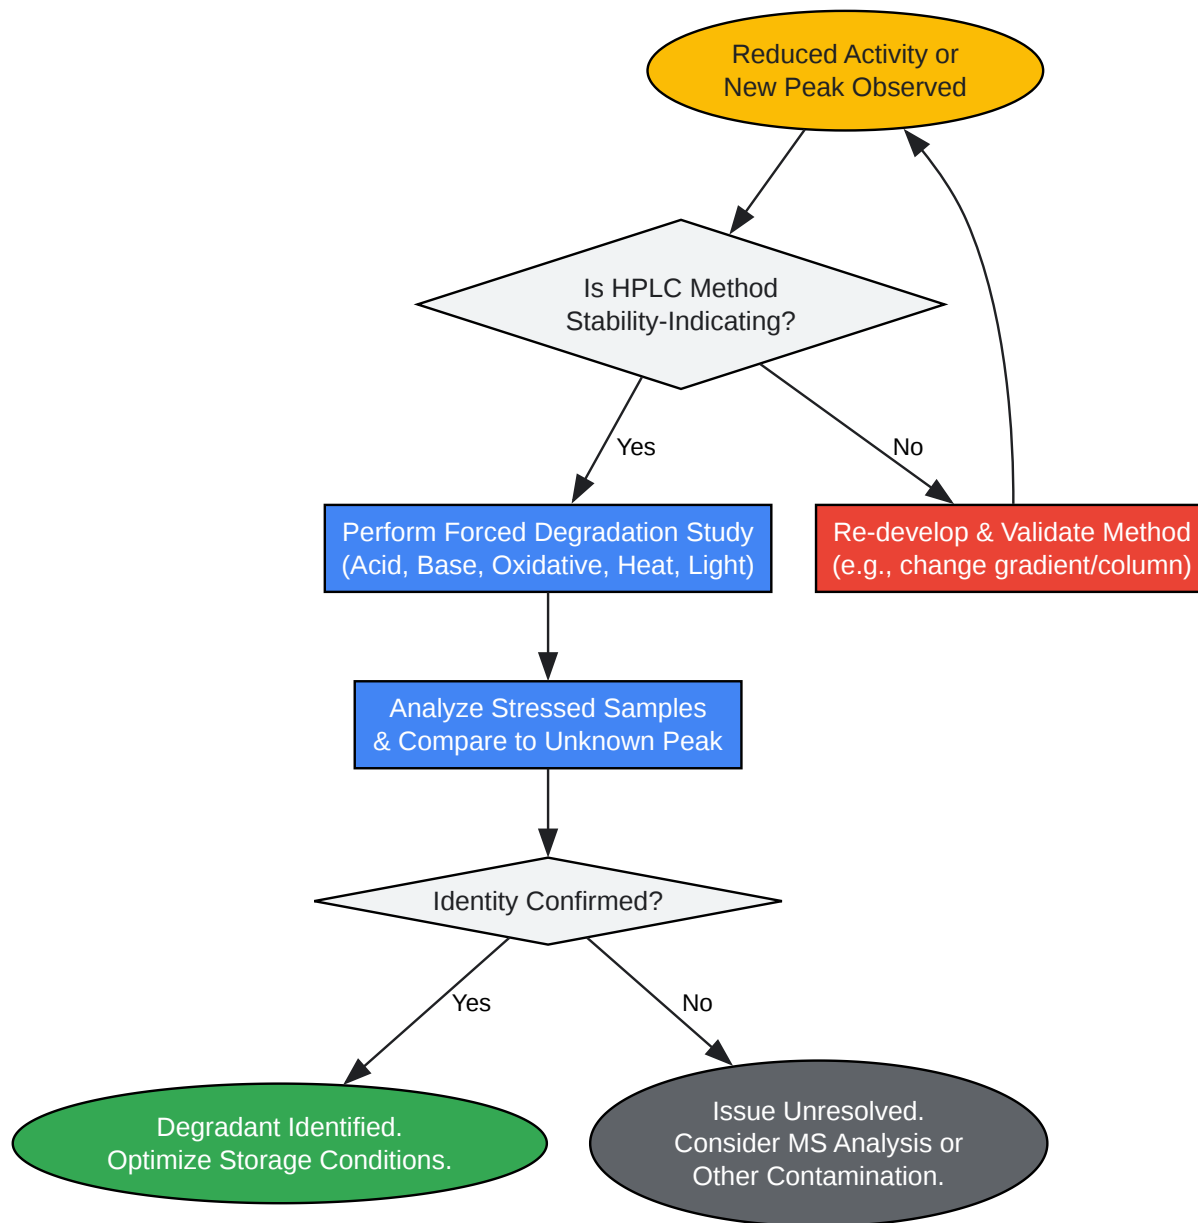 Reduced Activity or
New Peak Observed
Is HPLC Method
Stability-Indicating?
Yes
No
Perform Forced Degradation Study
(Acid, Base, Oxidative, Heat, Light)
Re-develop & Validate Method
(e.g., change gradient/column)
Analyze Stressed Samples
& Compare to Unknown Peak
Identity Confirmed?
Yes
No
Degradant Identified.
Optimize Storage Conditions.
Issue Unresolved.
Consider MS Analysis or
Other Contamination.